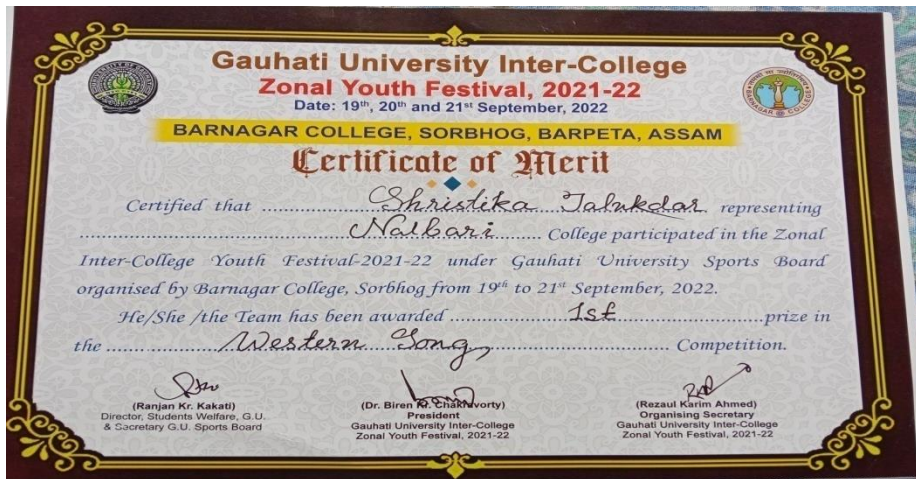 Gauhati University Inter-College
Zonal Youth Festival, 2021-22
Date: 19th, 20th and 21st September, 2022
BARNAGAR COLLEGE, SORBHOG, BARPETA, ASSAM
Certificate of Merit
Certified that ........ Shristika Talukdar representing
........ Nalbari ........ College participated in the Zonal
Inter-College Youth Festival-2021-22 under Gauhati University Sports Board
organised by Barnagar College, Sorbhog from 19th to 21st September, 2022.
He/She /the Team has been awarded ........ 1st ........ prize in
the ........ Western Song ........ Competition.
(Ranjan Kr. Kakati)
Director, Students Welfare, G.U.
& Secretary G.U. Sports Board
(Dr. Biren Kr. Chakravorty)
President
Gauhati University Inter-College
Zonal Youth Festival, 2021-22
(Rezaul Karim Ahmed)
Organising Secretary
Gauhati University Inter-College
Zonal Youth Festival, 2021-22